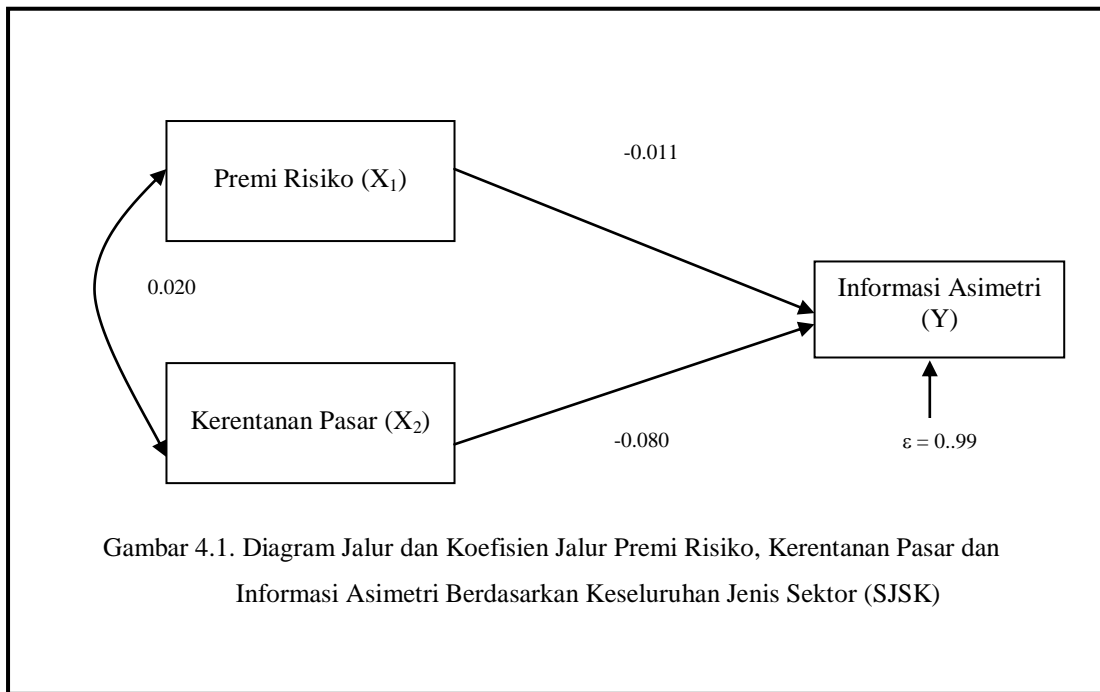 Premi Risiko (X₁)
-0.011
0.020
Informasi Asimetri
(Y)
Kerentanan Pasar (X₂)
-0.080
ε = 0..99
Gambar 4.1. Diagram Jalur dan Koefisien Jalur Premi Risiko, Kerentanan Pasar dan
Informasi Asimetri Berdasarkan Keseluruhan Jenis Sektor (SJSK)